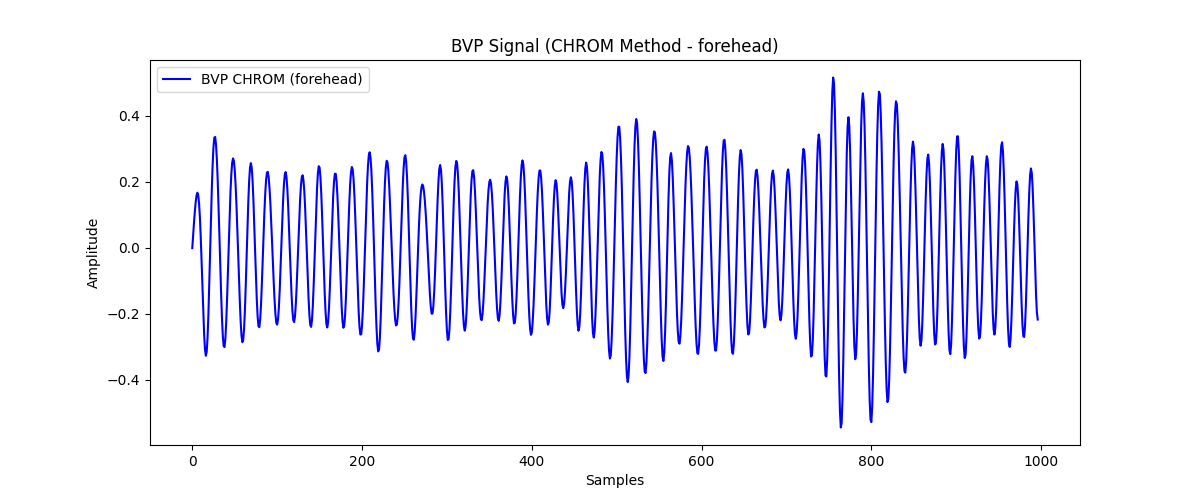 BVP Signal (CHROM Method - forehead)
BVP CHROM (forehead)
Amplitude
0.4
0.2
0.0
−0.2
−0.4
0 200 400 600 800 1000
Samples